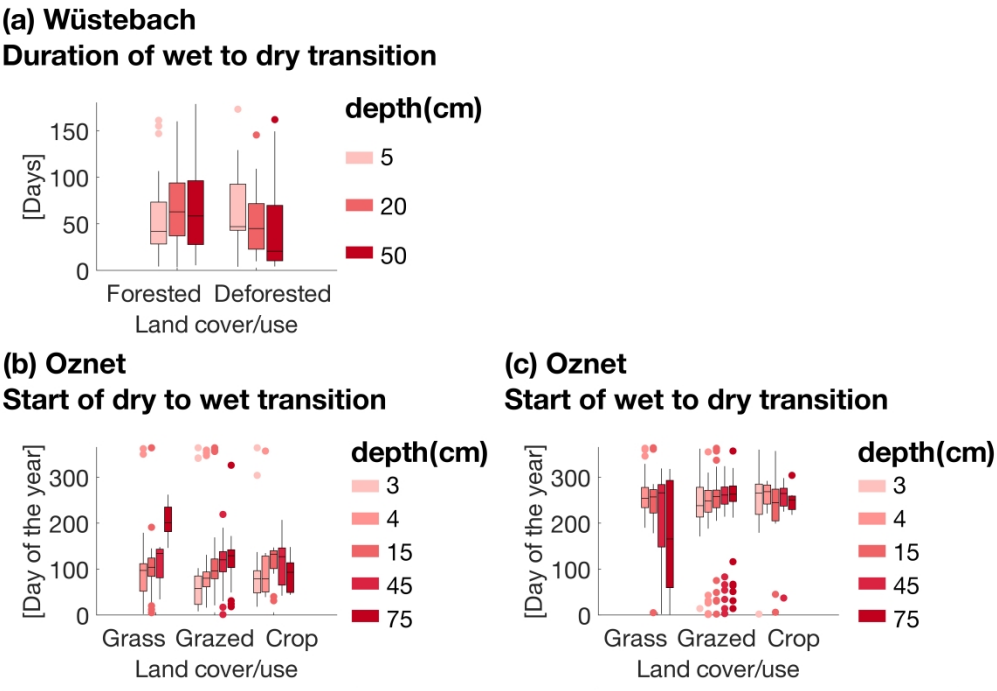 (a) Wüstebach
Duration of wet to dry transition
depth(cm)
150
100
50
0
[Days]
5
20
50
Forested Deforested
Land cover/use
(b) Oznet
Start of dry to wet transition
depth(cm)
300
200
100
0
[Day of the year]
3
4
15
45
75
Grass Grazed Crop
Land cover/use
(c) Oznet
Start of wet to dry transition
depth(cm)
300
200
100
0
[Day of the year]
3
4
15
45
75
Grass Grazed Crop
Land cover/use